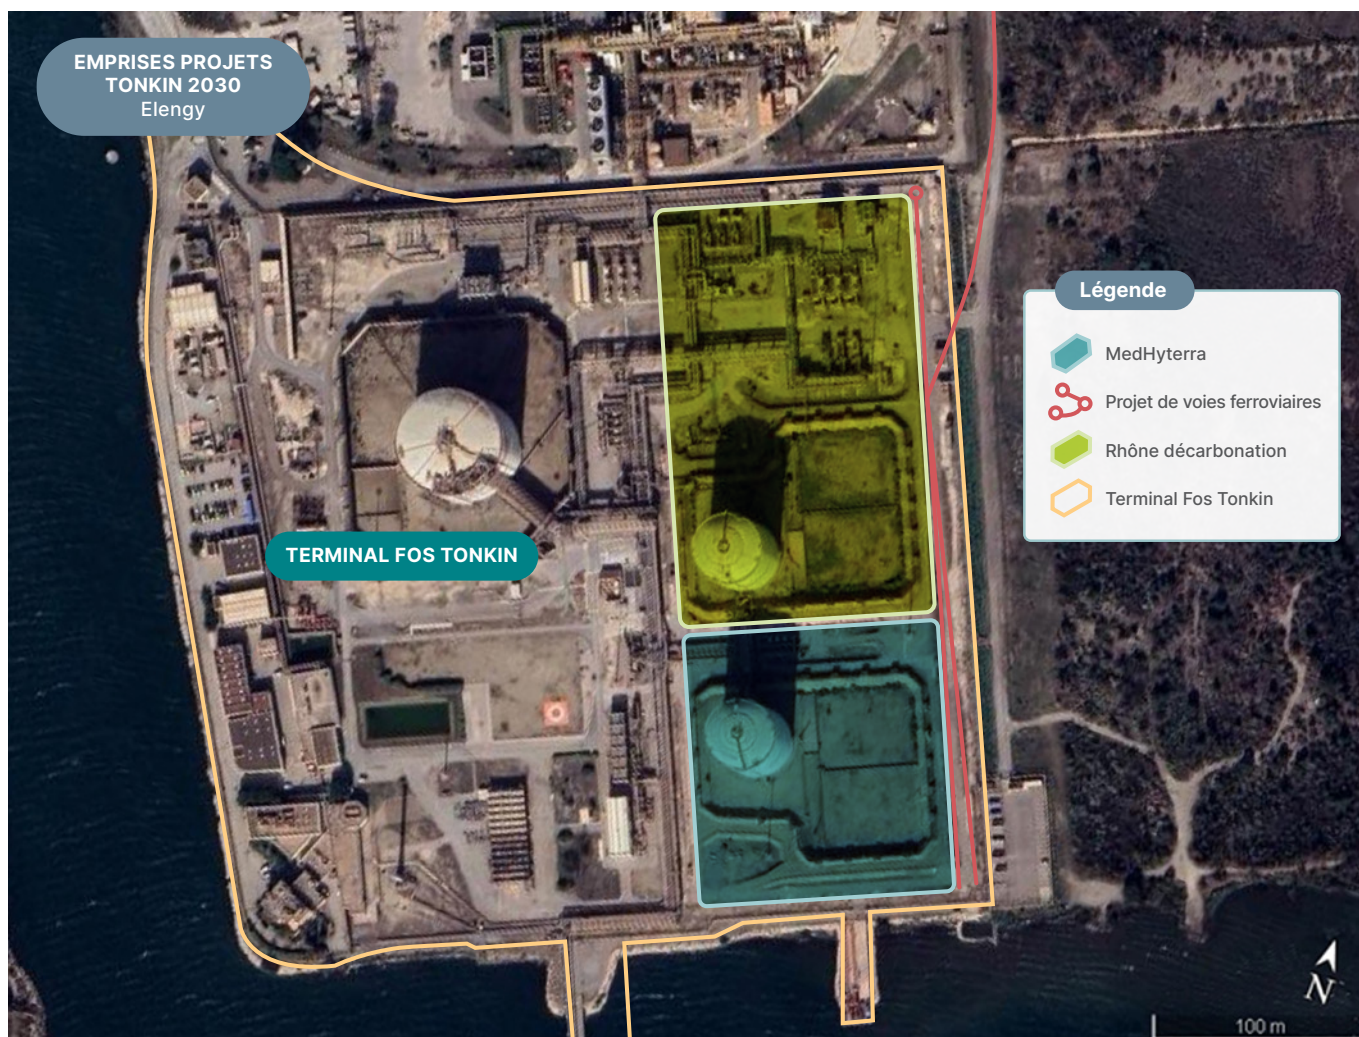 EMPRISES PROJETS
TONKIN 2030
Elengy
Légende
MedHyterra
Projet de voies ferroviaires
Rhône décarbonation
Terminal Fos Tonkin
TERMINAL FOS TONKIN
N
100 m